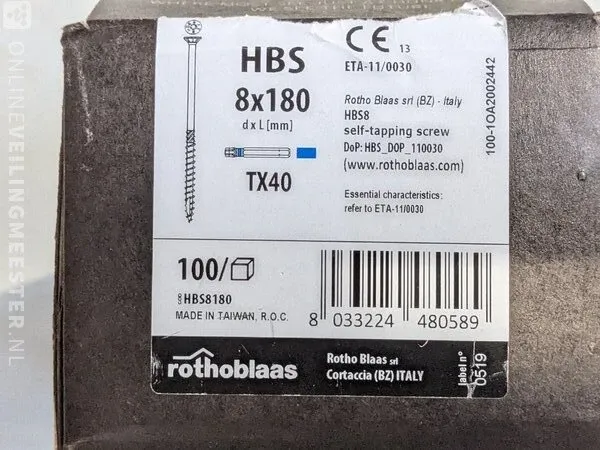 HBS
8x180
d x L [mm]
TX40
CE 13
ETA-11/0030
Rotho Blaas srl (BZ) - Italy
HBS8
self-tapping screw
DoP: HBS_DOP_110030
(www.rothoblaas.com)
Essential characteristics:
refer to ETA-11/0030
100-1OA2002442
100/
HBS8180
MADE IN TAIWAN, R.O.C.
8 033224 480589
rothoblaas
Rotho Blaas srl
Cortaccia (BZ) ITALY
label n°
0519
ONLINEVEILINGMEESTER.NL